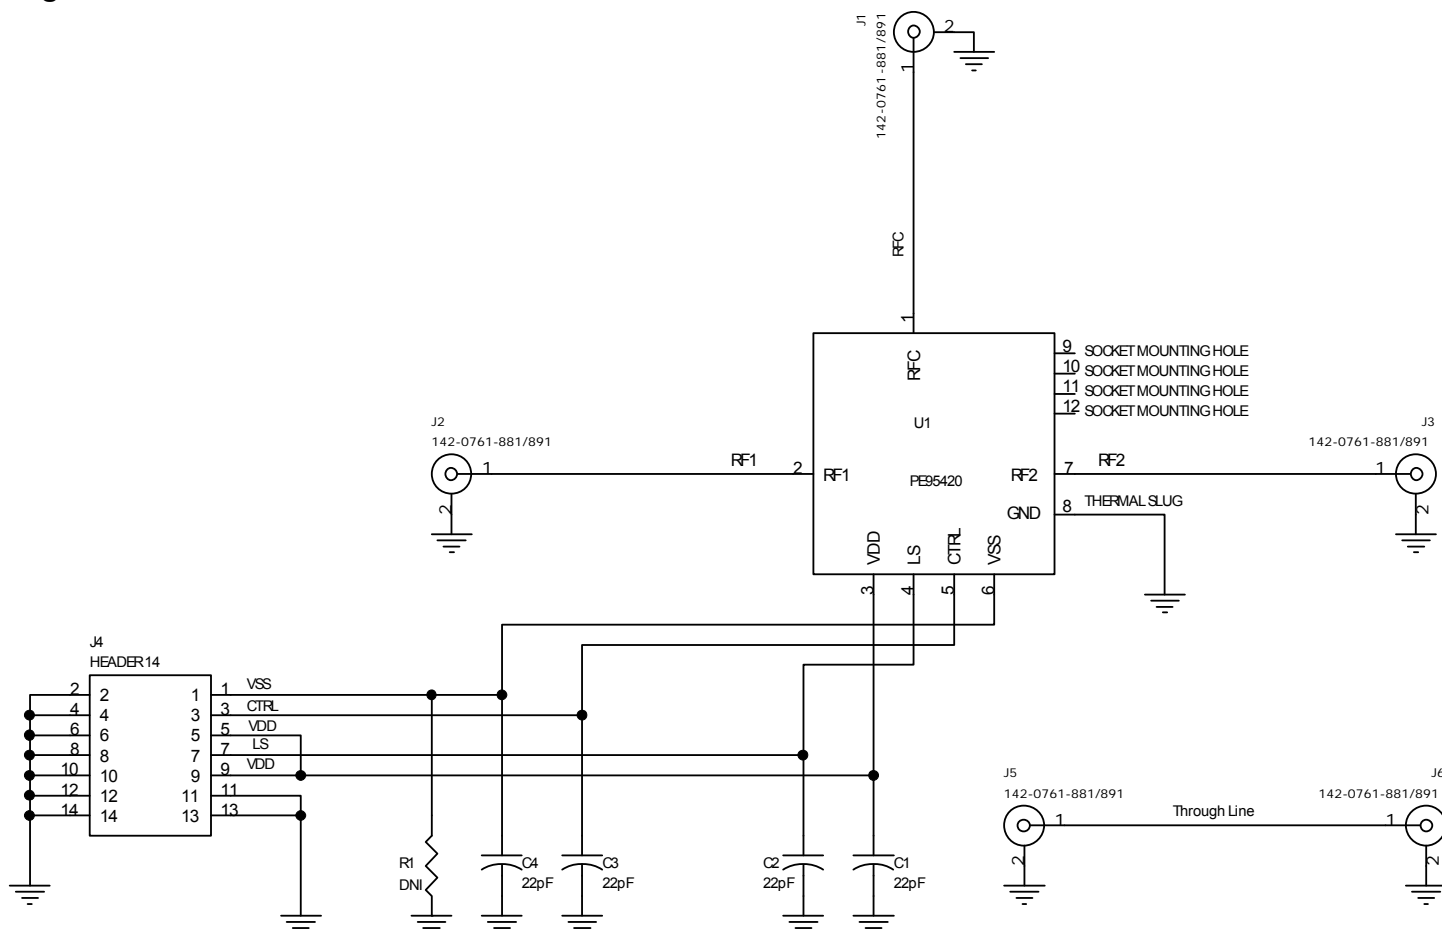 J1
142-0761-881/891
2
1
RFC
1
RFC
9 SOCKET MOUNTING HOLE
10 SOCKET MOUNTING HOLE
11 SOCKET MOUNTING HOLE
12 SOCKET MOUNTING HOLE
U1
PE95420
J2
142-0761-881/891
1
2
RF1
2
RF1
J3
142-0761-881/891
RF2
7
RF2
1
2
GND
8
THERMAL SLUG
VDD
LS
CTRL
VSS
3
4
5
6
J4
HEADER 14
2 2 1 1 VSS
4 4 3 3 CTRL
6 6 5 5 VDD
8 8 7 7 LS
10 10 9 9 VDD
12 12 11 11
14 14 13 13
R1
DNI
C4
22pF
C3
22pF
C2
22pF
C1
22pF
J5
142-0761-881/891
1
2
Through Line
J6
142-0761-881/891
1
2